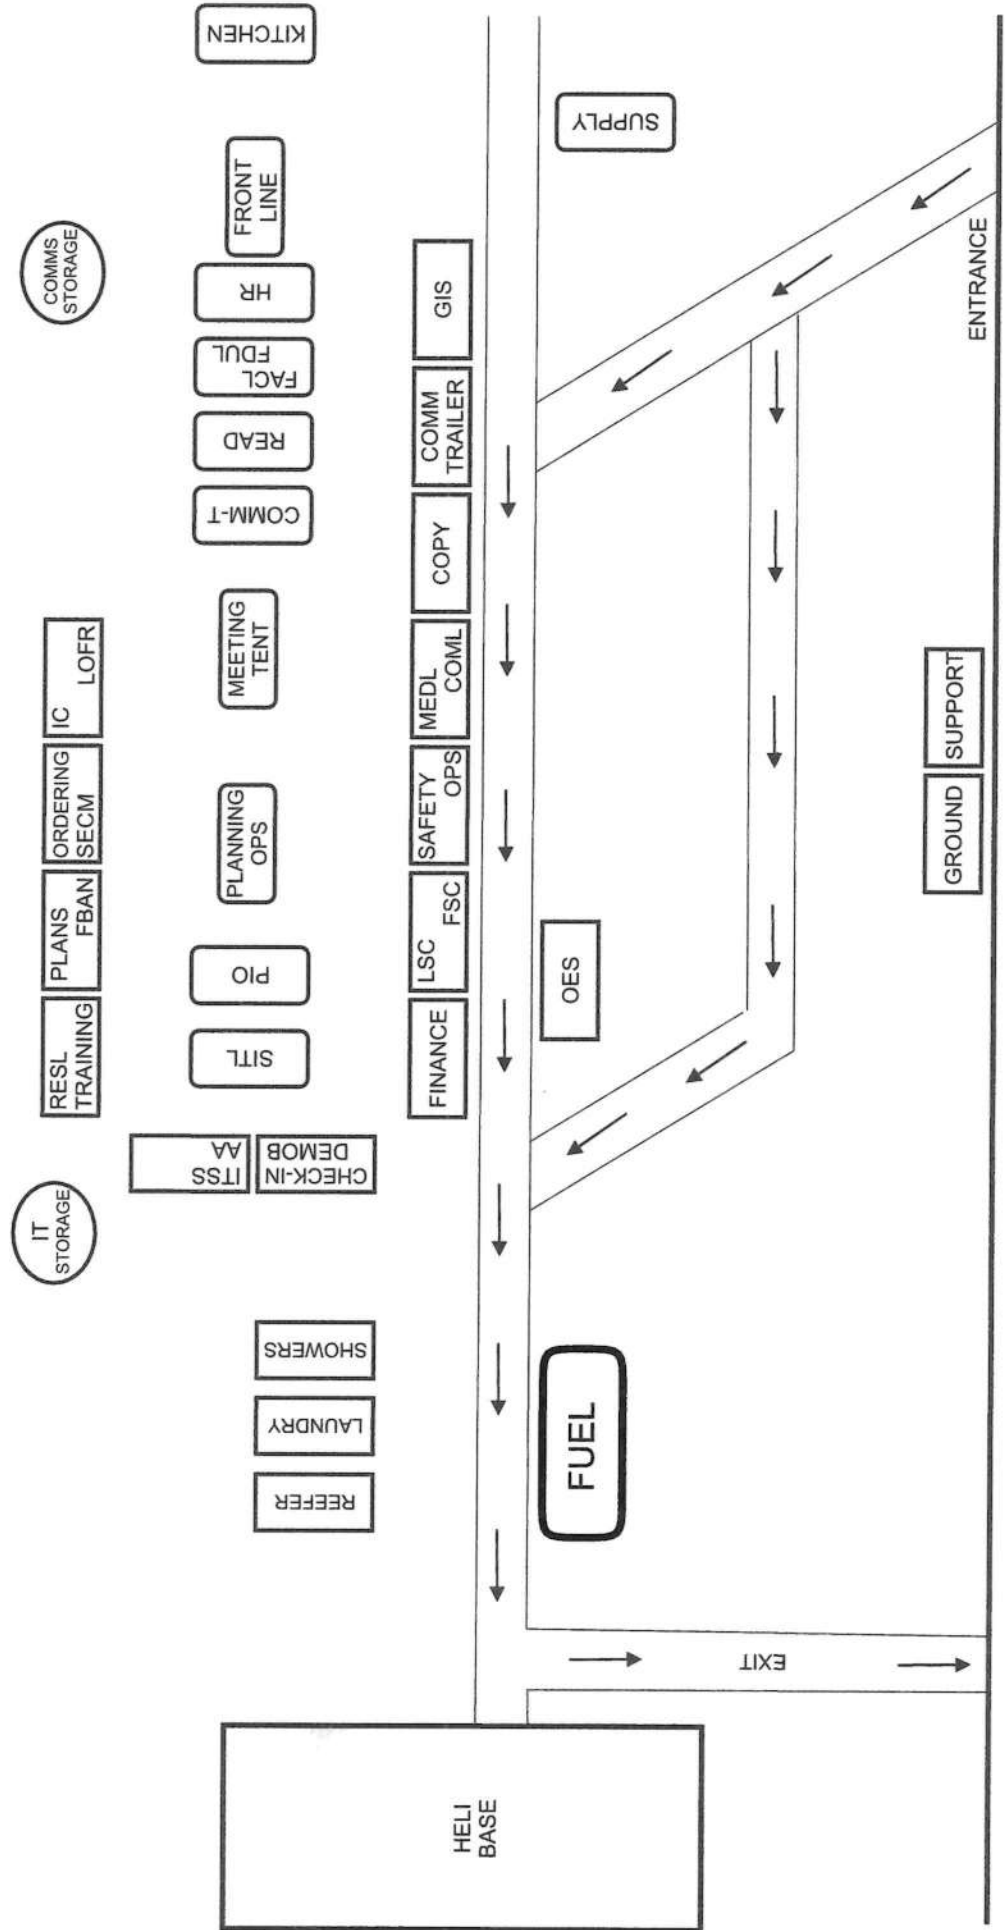 KITCHEN
COMMS
STORAGE
FRONT
LINE
HR
FACL
FDUL
READ
COMM-T
SUPPLY
GIS
COMM
TRAILER
COPY
ENTRANCE
IC
LOFR
MEETING
TENT
MEDL
COML
ORDERING
SECM
PLANNING
OPS
SAFETY
OPS
SUPPORT
GROUND
PLANS
FBAN
PIO
LSC
FSC
OES
RESL
TRAINING
SITL
FINANCE
ITSS
AA
CHECK-IN
DEMOB
IT
STORAGE
SHOWERS
LAUNDRY
REEFER
FUEL
EXIT
HELI
BASE